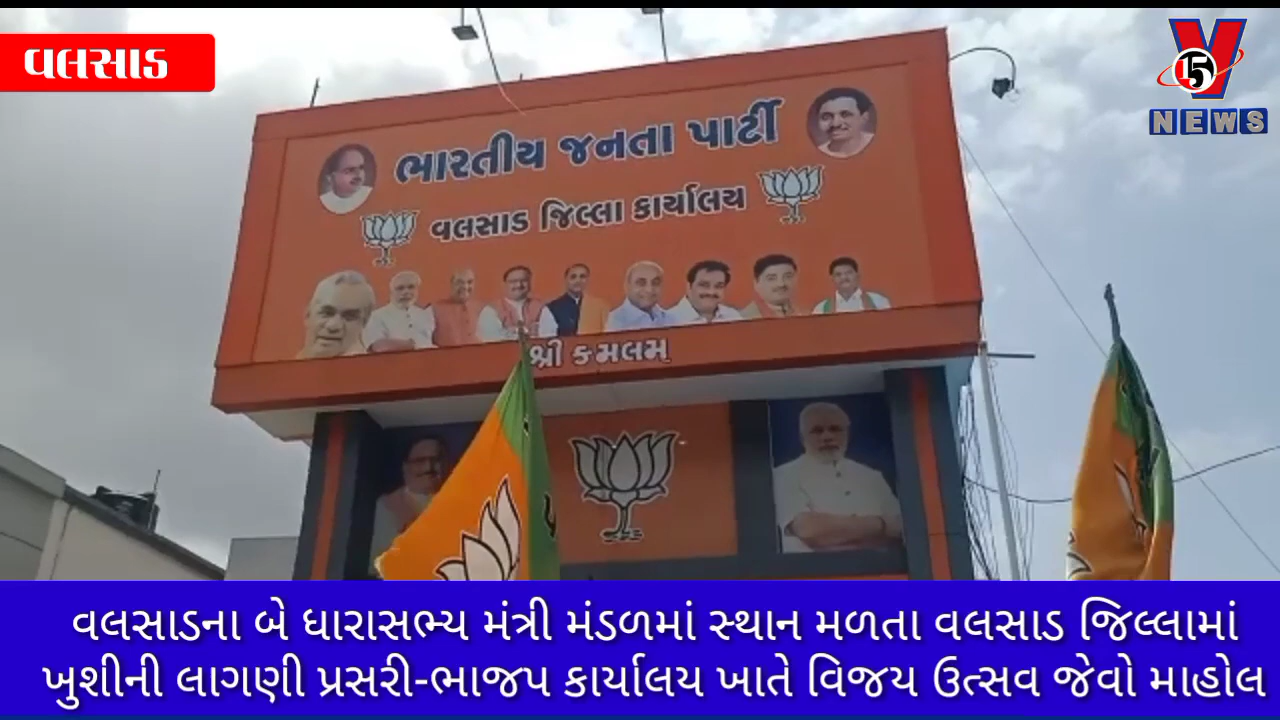 વલસાડ
V
15
NEWS
ભારતીય જનતા પાર્ટી
વલસાડ જિલ્લા કાર્યાલય
શ્રી કમલમ્
વલસાડના બે ધારાસભ્ય મંત્રી મંડળમાં સ્થાન મળતા વલસાડ જિલ્લામાં
ખુશીની લાગણી પ્રસરી-ભાજપ કાર્યાલય ખાતે વિજય ઉત્સવ જેવો માહોલ